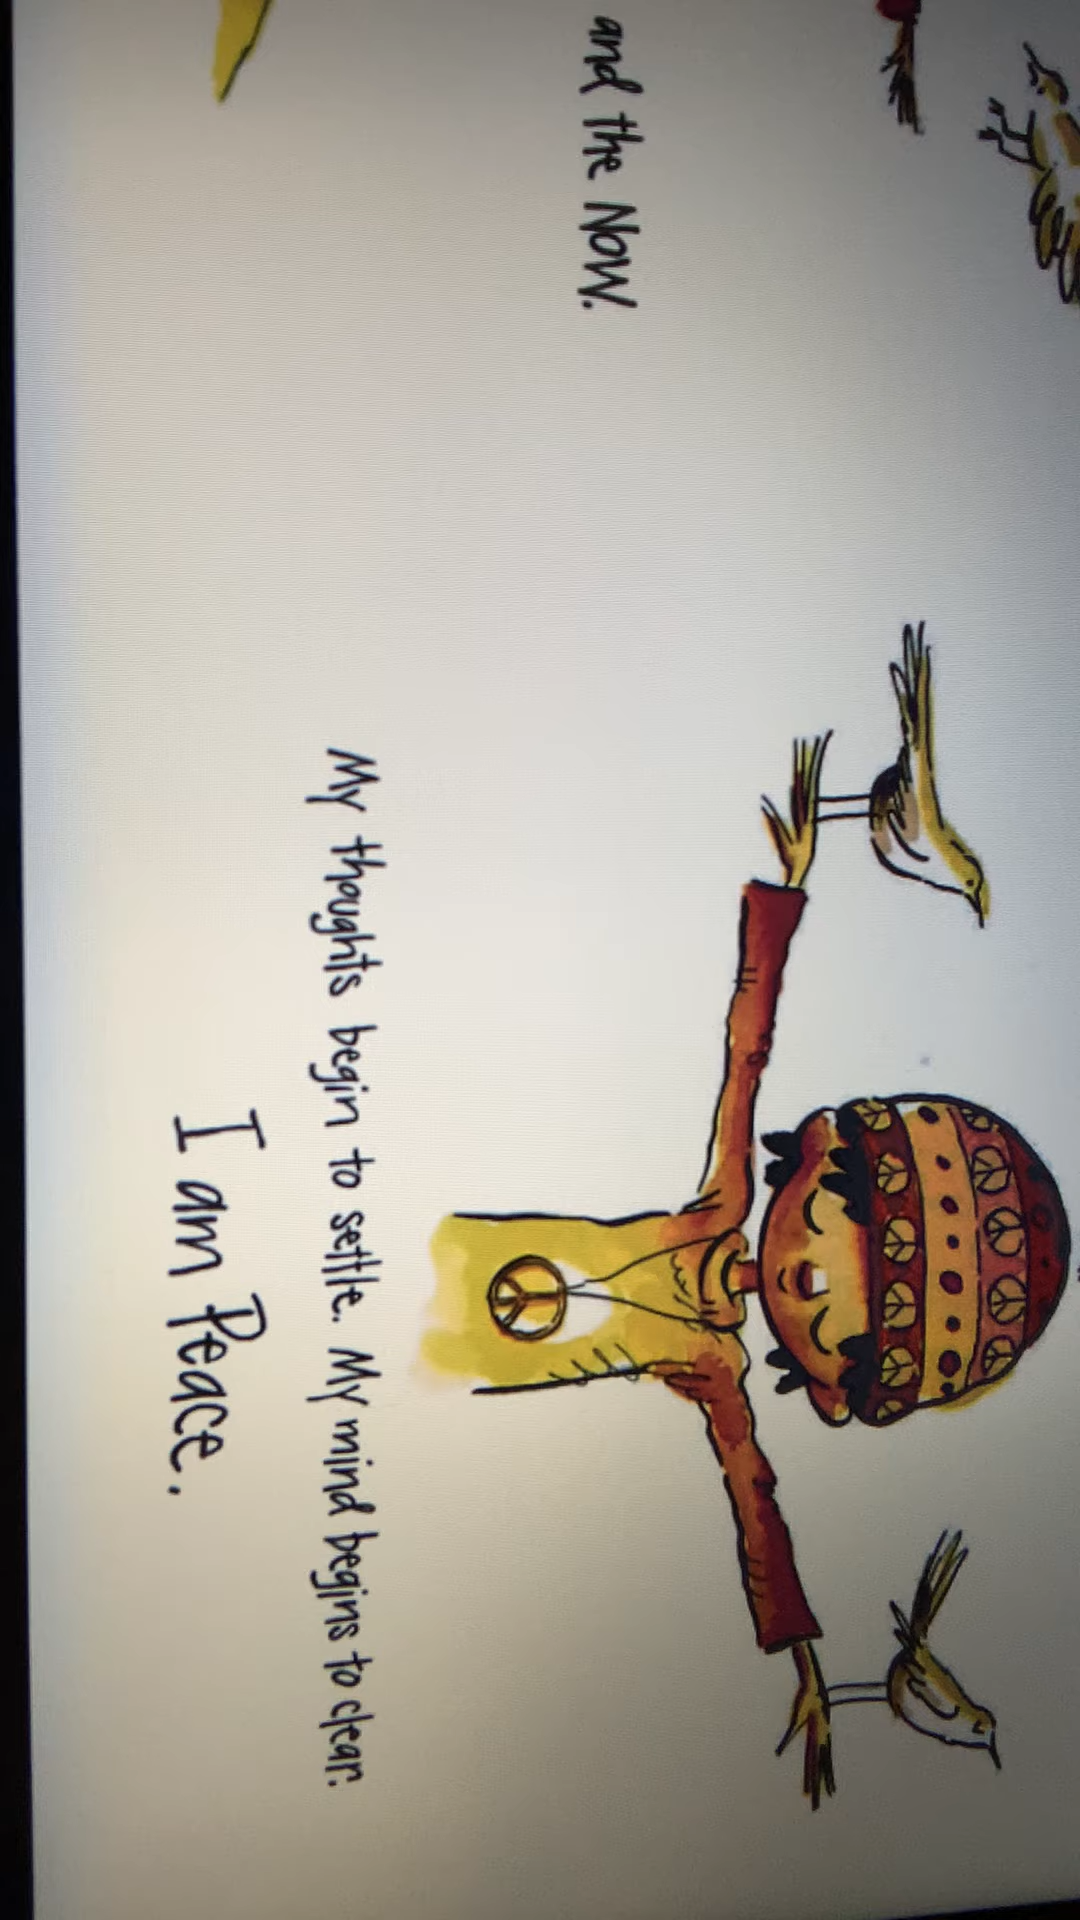 and the NOW.
My thoughts begin to settle. My mind begins to clear.
I am Peace.